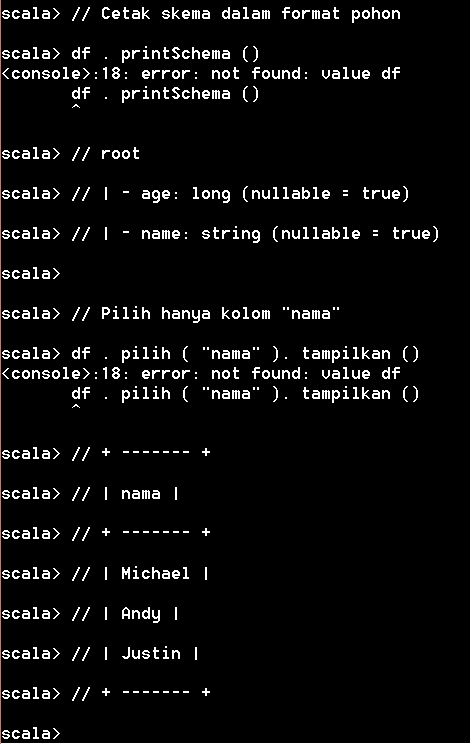 scala> // Cetak skema dalam format pohon
scala> df . printSchema ()
<console>:18: error: not found: value df
df . printSchema ()
^
scala> // root
scala> // | - age: long (nullable = true)
scala> // | - name: string (nullable = true)
scala>
scala> // Pilih hanya kolom "nama"
scala> df . pilih ( "nama" ). tampilkan ()
<console>:18: error: not found: value df
df . pilih ( "nama" ). tampilkan ()
^
scala> // + ------- +
scala> // | nama |
scala> // + ------- +
scala> // | Michael |
scala> // | Andy |
scala> // | Justin |
scala> // + ------- +
scala>